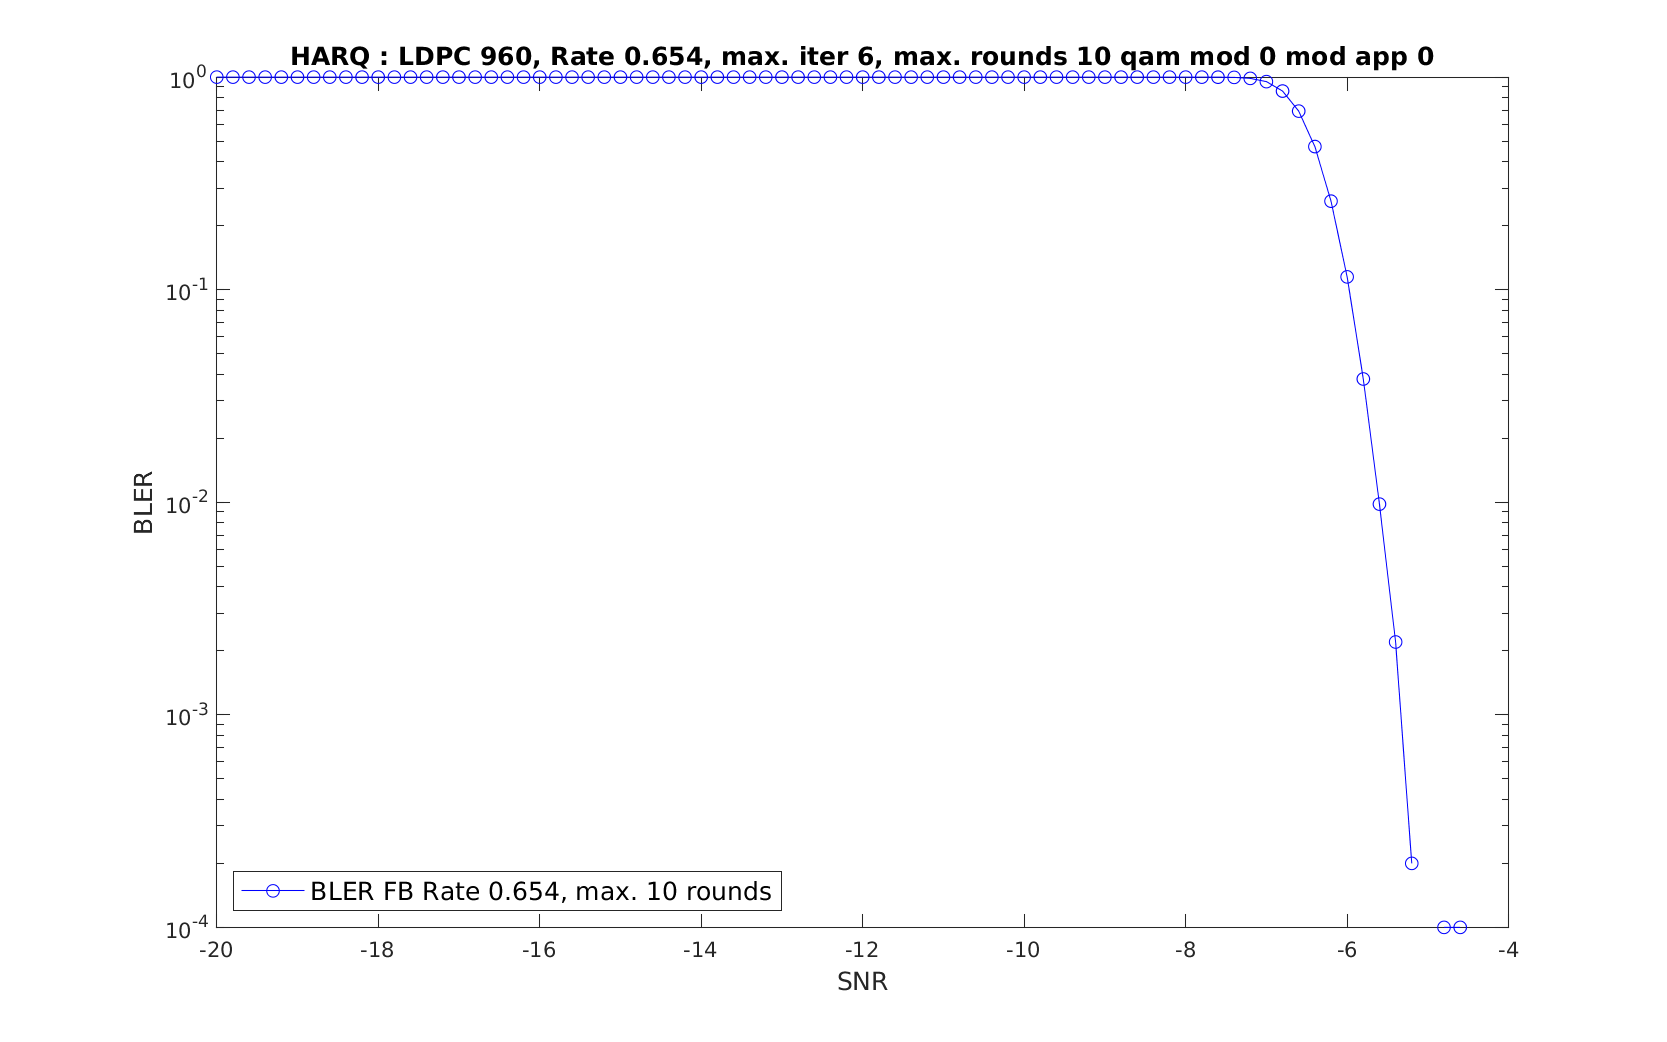 HARQ : LDPC 960, Rate 0.654, max. iter 6, max. rounds 10 qam mod 0 mod app 0
10^0
10^-1
10^-2
10^-3
10^-4
BLER
BLER FB Rate 0.654, max. 10 rounds
-20 -18 -16 -14 -12 -10 -8 -6 -4
SNR